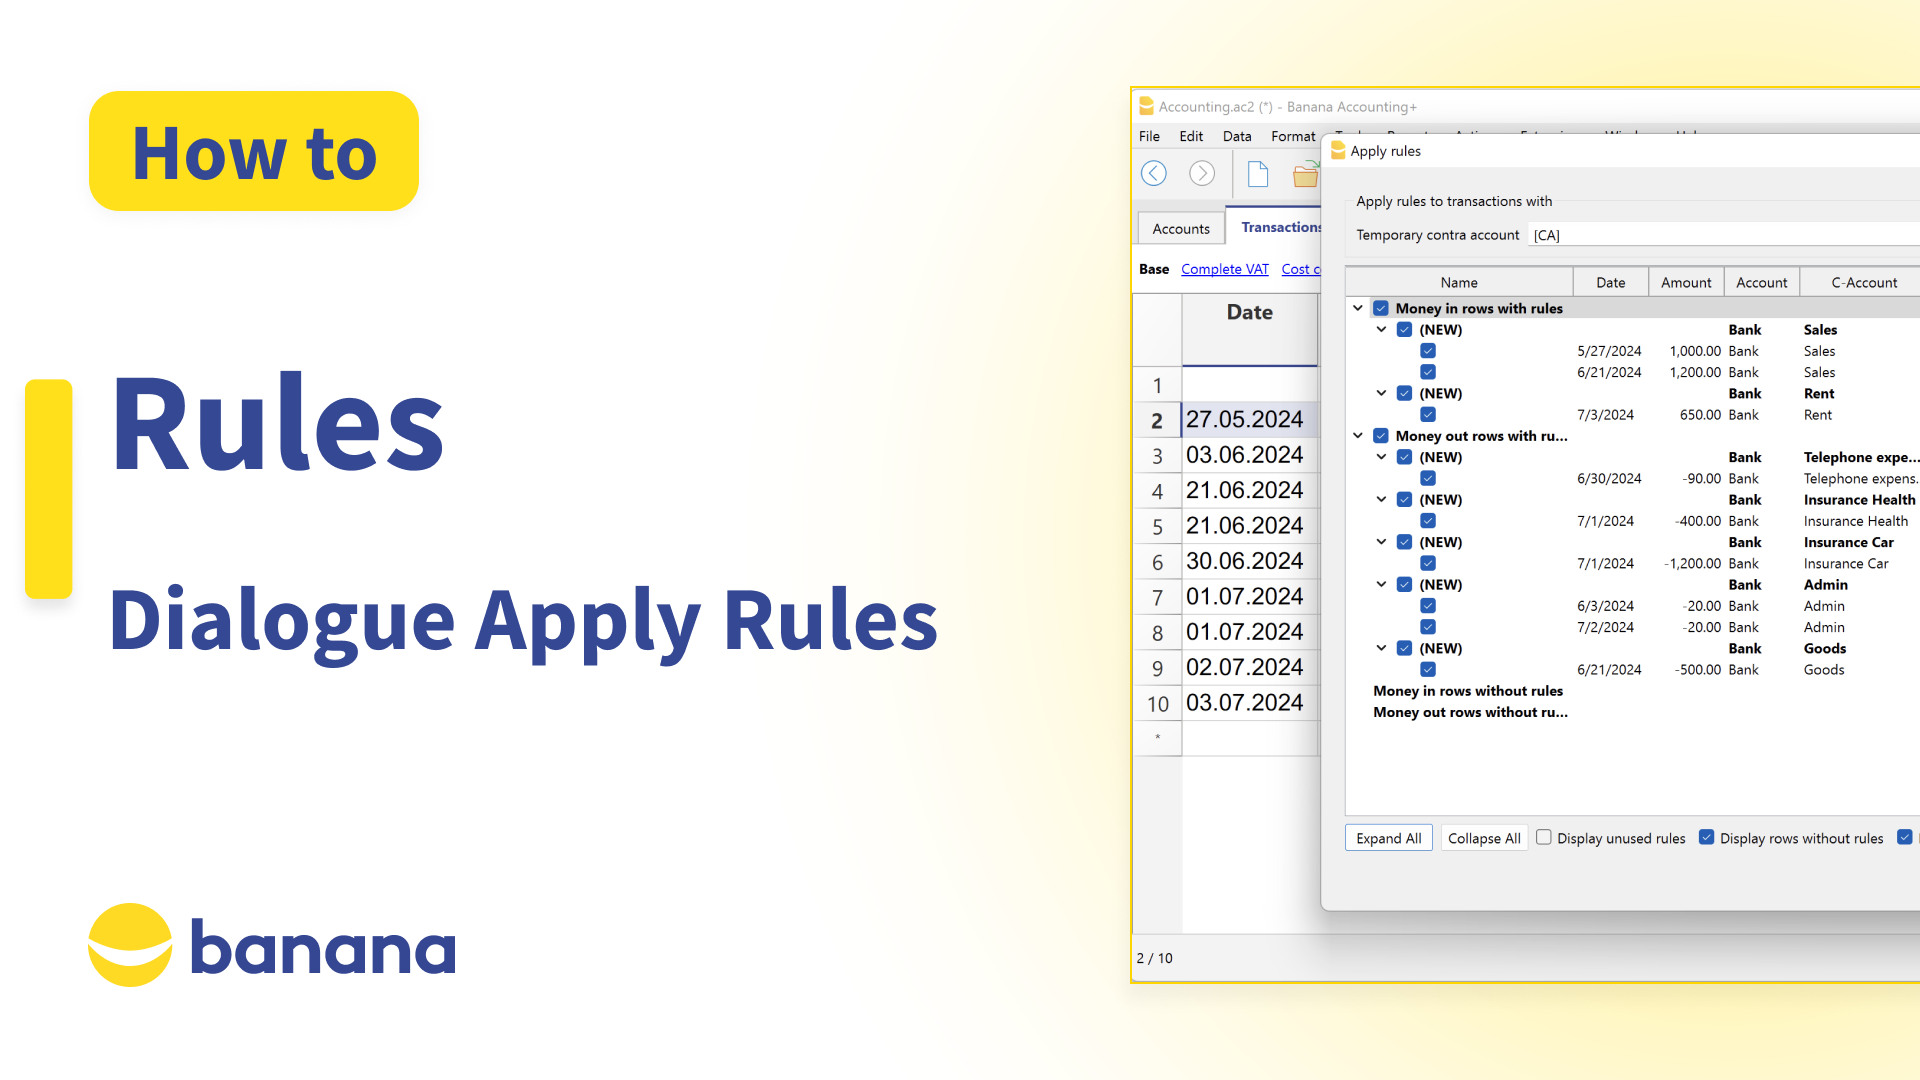 How to
Rules
Dialogue Apply Rules
banana
Accounting.ac2 (*) - Banana Accounting+
File Edit Data Format
Accounts Transactions
Base Complete VAT Cost c
Date
1
2 27.05.2024
3 03.06.2024
4 21.06.2024
5 21.06.2024
6 30.06.2024
7 01.07.2024
8 01.07.2024
9 02.07.2024
10 03.07.2024
*
2 / 10
Apply rules
Apply rules to transactions with
Temporary contra account [CA]
Name Date Amount Account C-Account
Money in rows with rules
(NEW) Bank Sales
5/27/2024 1,000.00 Bank Sales
6/21/2024 1,200.00 Bank Sales
(NEW) Bank Rent
7/3/2024 650.00 Bank Rent
Money out rows with ru...
(NEW) Bank Telephone expe...
6/30/2024 -90.00 Bank Telephone expens.
(NEW) Bank Insurance Health
7/1/2024 -400.00 Bank Insurance Health
(NEW) Bank Insurance Car
7/1/2024 -1,200.00 Bank Insurance Car
(NEW) Bank Admin
6/3/2024 -20.00 Bank Admin
7/2/2024 -20.00 Bank Admin
(NEW) Bank Goods
6/21/2024 -500.00 Bank Goods
Money in rows without rules
Money out rows without ru...
Expand All Collapse All Display unused rules Display rows without rules